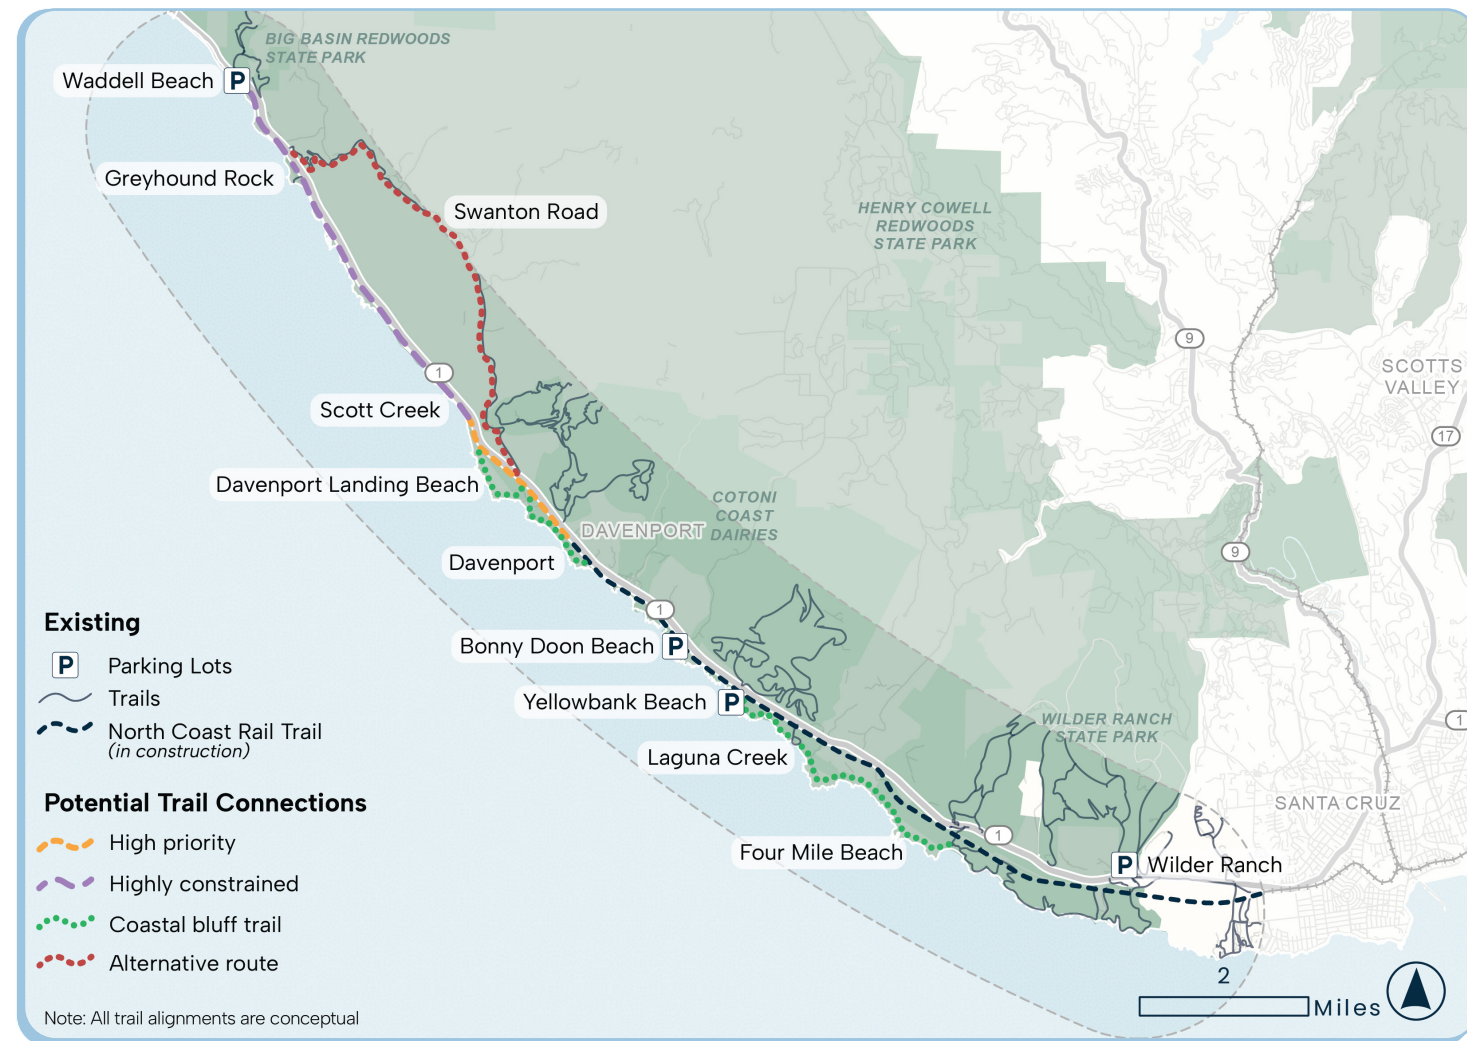 BIG BASIN REDWOODS
STATE PARK
Waddell Beach
P
Greyhound Rock
Swanton Road
HENRY COWELL
REDWOODS
STATE PARK
9
SCOTTS
VALLEY
1
Scott Creek
17
Davenport Landing Beach
COTONI
COAST
DAIRIES
DAVENPORT
Davenport
9
1
Bonny Doon Beach
P
Yellowbank Beach
P
Laguna Creek
WILDER RANCH
STATE PARK
1
SANTA CRUZ
1
Four Mile Beach
P
Wilder Ranch
Existing
P
Parking Lots
Trails
North Coast Rail Trail
(in construction)
Potential Trail Connections
High priority
Highly constrained
Coastal bluff trail
Alternative route
Note: All trail alignments are conceptual
2
Miles